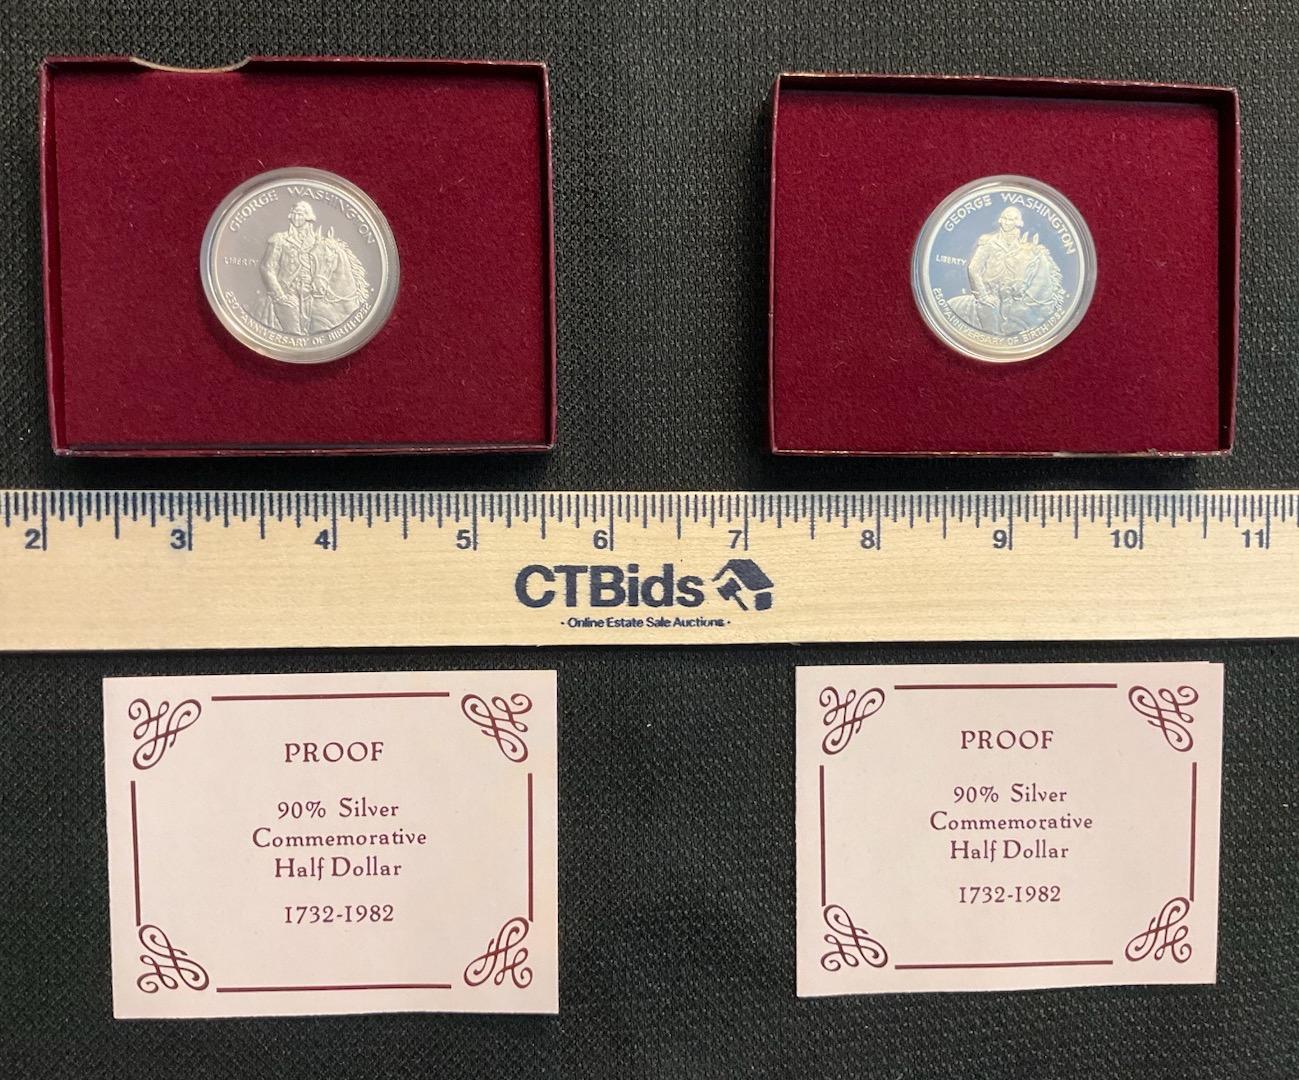 GEORGE WASHINGTON
LIBERTY
250TH ANNIVERSARY OF BIRTH 1982
GEORGE WASHINGTON
LIBERTY
250TH ANNIVERSARY OF BIRTH 1982
2 3 4 5 6 7 8 9 10 11
CTBids
· Online Estate Sale Auctions ·
PROOF
90% Silver
Commemorative
Half Dollar
1732-1982
PROOF
90% Silver
Commemorative
Half Dollar
1732-1982